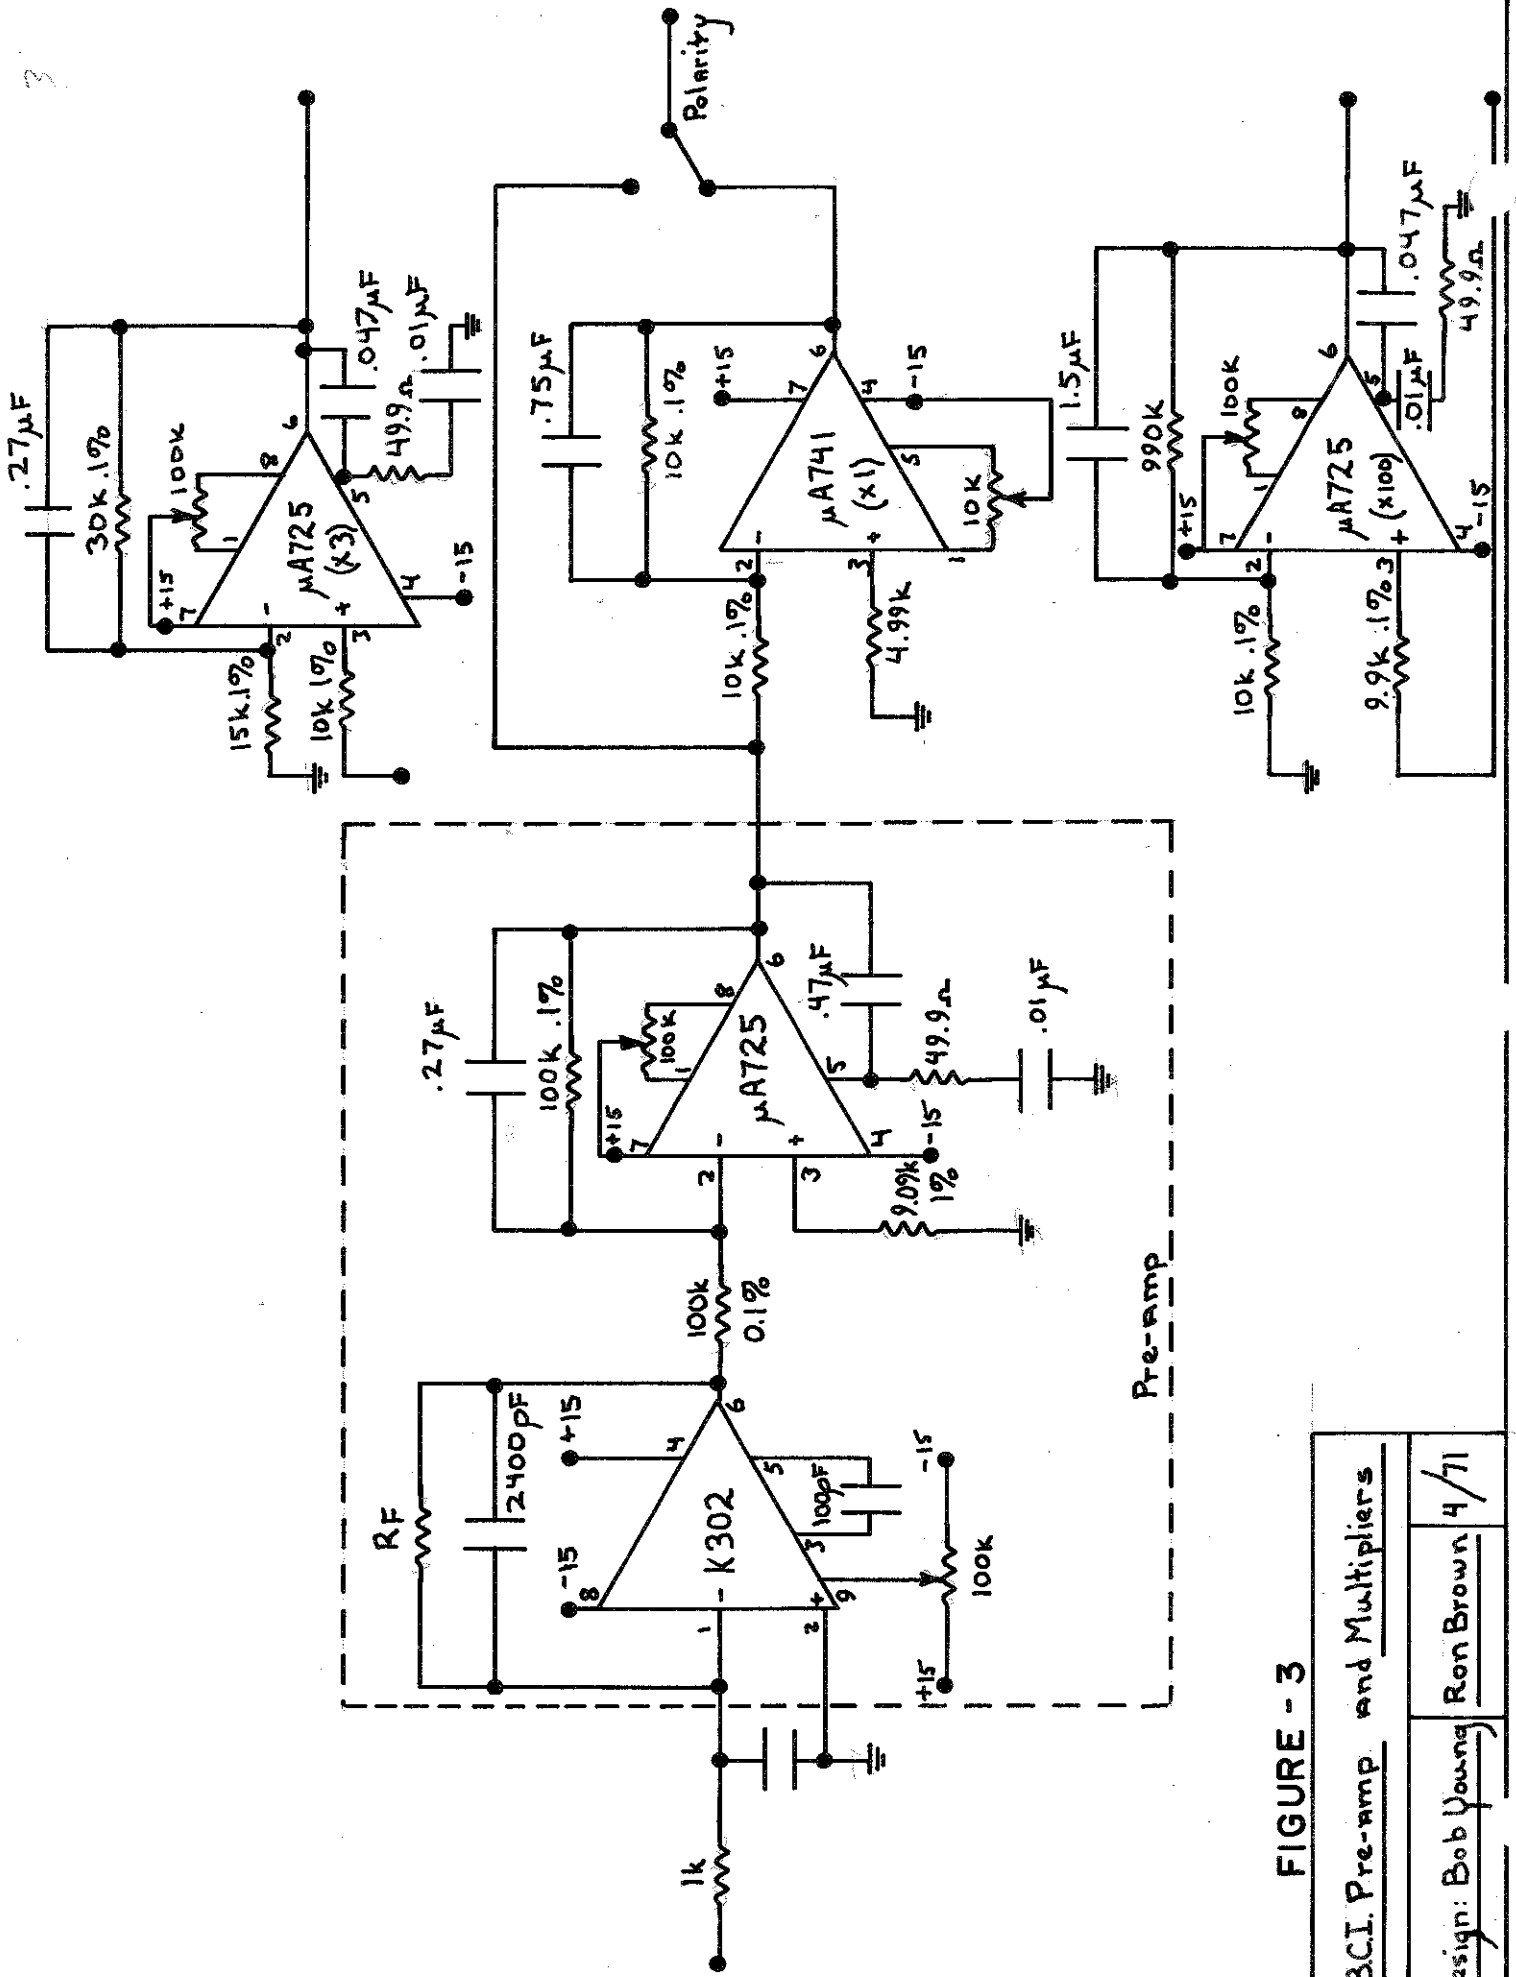 3
.27µF
30k .1%
100k
+15
7
1
8
µA725
(x3)
6
-
2
+
3
5
4
-15
15k .1%
10k 1%
.047µF
49.9Ω
.01µF
Polarity
.75µF
10k .1%
+15
7
6
µA741
(x1)
4
-15
-
2
+
3
5
1
10k
10k .1%
4.99k
1.5µF
990k
+15
100k
7
1
8
6
µA725
(x100)
-
2
+
3
5
4
-15
10k .1%
9.9k .1%
.01µF
.047µF
49.9Ω
.27µF
100k .1%
+15
100k
7
1
8
6
µA725
-
2
+
3
5
4
-15
.47µF
49.9Ω
.01µF
9.09k
1%
100k
0.1%
RF
2400pF
-15
8
+15
4
6
K302
-
1
+
2
9
3
5
100pF
-15
100k
+15
1k
Pre-amp
FIGURE - 3
B.C.I. Pre-amp and Multipliers
Design: Bob Young
Ron Brown
4/71